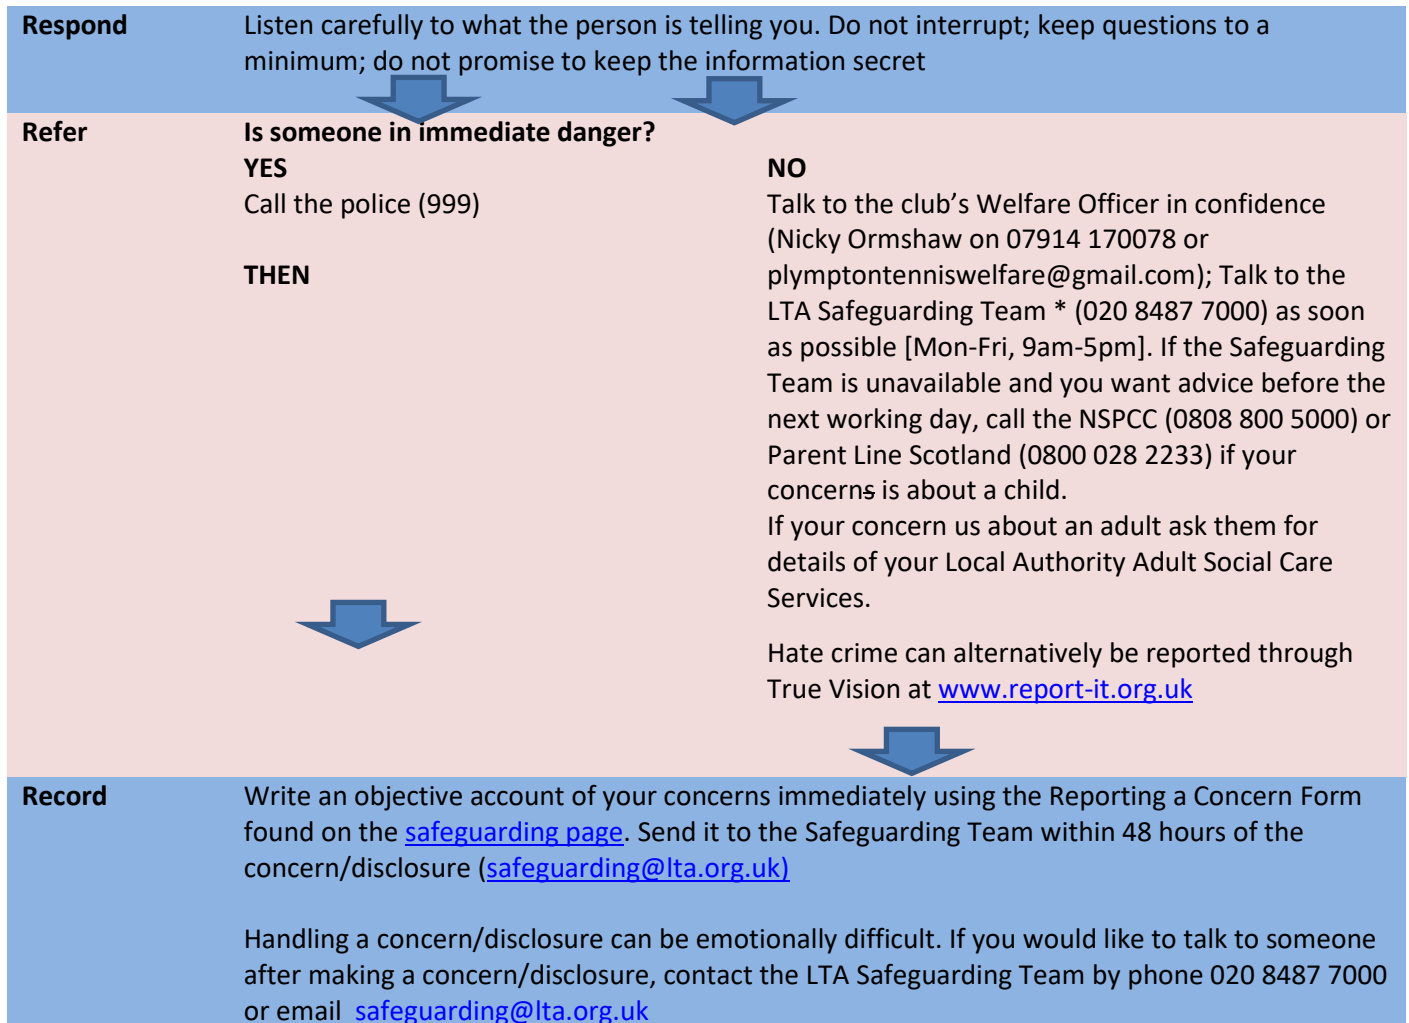 Respond
Listen carefully to what the person is telling you. Do not interrupt; keep questions to a
minimum; do not promise to keep the information secret
Refer
Is someone in immediate danger?
YES
Call the police (999)
THEN
NO
Talk to the club’s Welfare Officer in confidence
(Nicky Ormshaw on 07914 170078 or
plymptontenniswelfare@gmail.com); Talk to the
LTA Safeguarding Team * (020 8487 7000) as soon
as possible [Mon-Fri, 9am-5pm]. If the Safeguarding
Team is unavailable and you want advice before the
next working day, call the NSPCC (0808 800 5000) or
Parent Line Scotland (0800 028 2233) if your
concerns is about a child.
If your concern us about an adult ask them for
details of your Local Authority Adult Social Care
Services.
Hate crime can alternatively be reported through
True Vision at www.report-it.org.uk
Record
Write an objective account of your concerns immediately using the Reporting a Concern Form
found on the safeguarding page. Send it to the Safeguarding Team within 48 hours of the
concern/disclosure (safeguarding@lta.org.uk)
Handling a concern/disclosure can be emotionally difficult. If you would like to talk to someone
after making a concern/disclosure, contact the LTA Safeguarding Team by phone 020 8487 7000
or email safeguarding@lta.org.uk